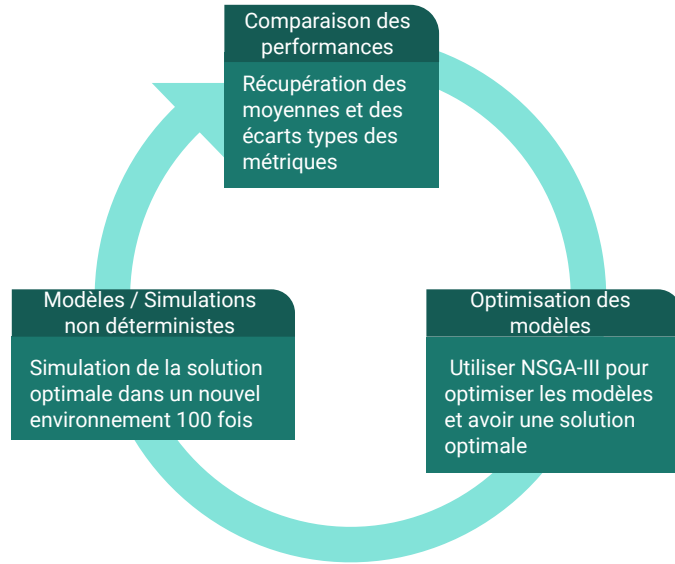 Comparaison des
performances
Récupération des
moyennes et des
écarts types des
métriques
Modèles / Simulations
non déterministes
Simulation de la solution
optimale dans un nouvel
environnement 100 fois
Optimisation des
modèles
Utiliser NSGA-III pour
optimiser les modèles
et avoir une solution
optimale